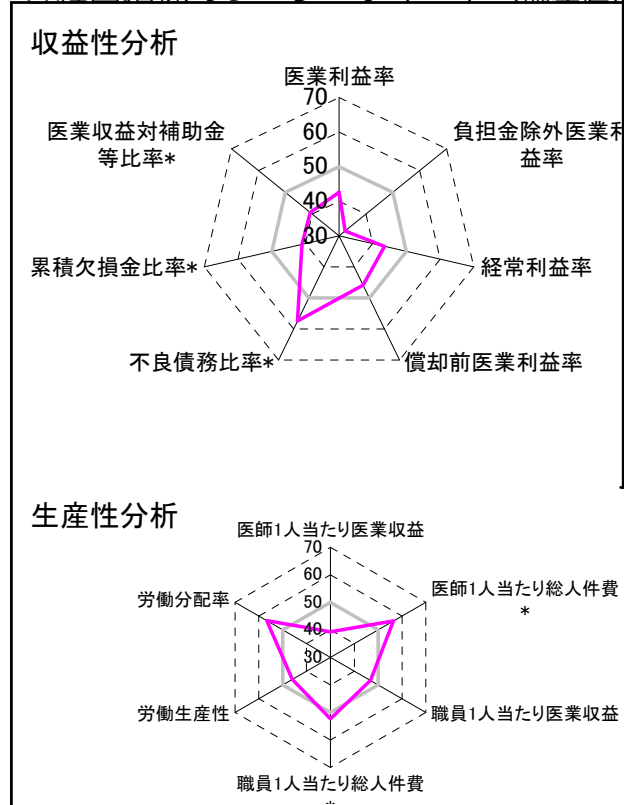 収益性分析
医業利益率
70
60
50
40
30
負担金除外医業利
益率
経常利益率
償却前医業利益率
不良債務比率*
累積欠損金比率*
医業収益対補助金
等比率*
生産性分析
医師1人当たり医業収益
70
60
50
40
30
医師1人当たり総人件費
*
職員1人当たり医業収益
職員1人当たり総人件費
*
労働生産性
労働分配率